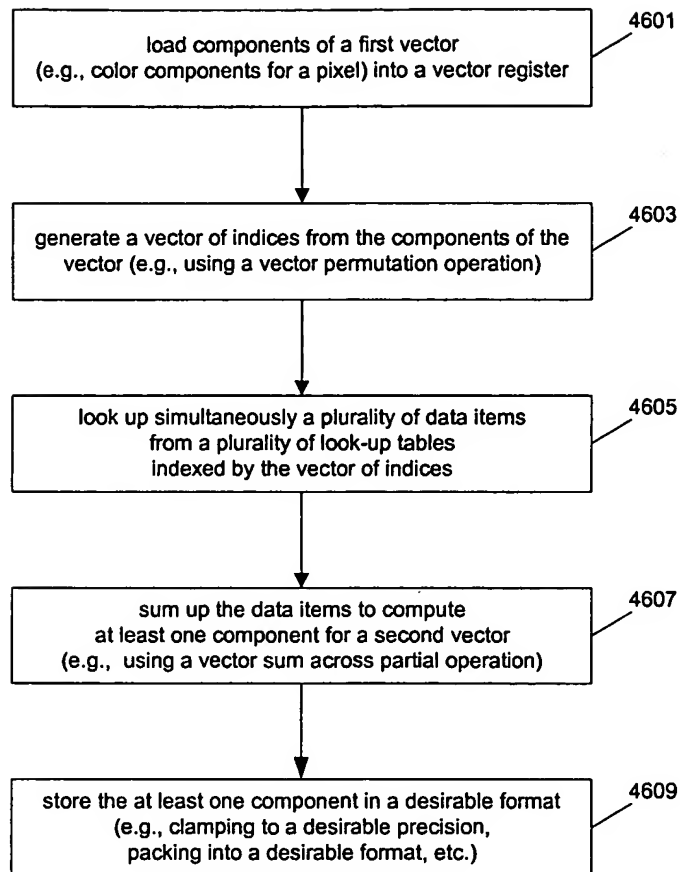 4601
load components of a first vector
(e.g., color components for a pixel) into a vector register
4603
generate a vector of indices from the components of the
vector (e.g., using a vector permutation operation)
4605
look up simultaneously a plurality of data items
from a plurality of look-up tables
indexed by the vector of indices
4607
sum up the data items to compute
at least one component for a second vector
(e.g., using a vector sum across partial operation)
4609
store the at least one component in a desirable format
(e.g., clamping to a desirable precision,
packing into a desirable format, etc.)